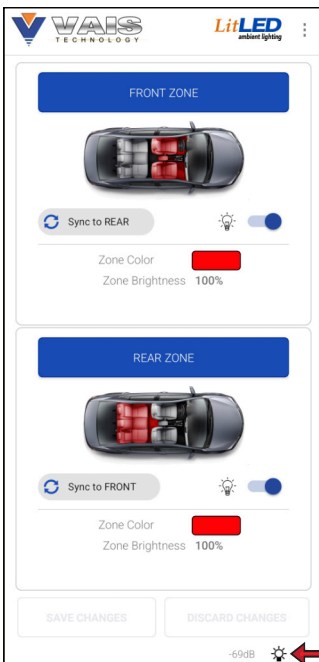 VAIS
TECHNOLOGY
LitLED
ambient lighting
FRONT ZONE
Sync to REAR
Zone Color
Zone Brightness 100%
REAR ZONE
Sync to FRONT
Zone Color
Zone Brightness 100%
SAVE CHANGES DISCARD CHANGES
-69dB